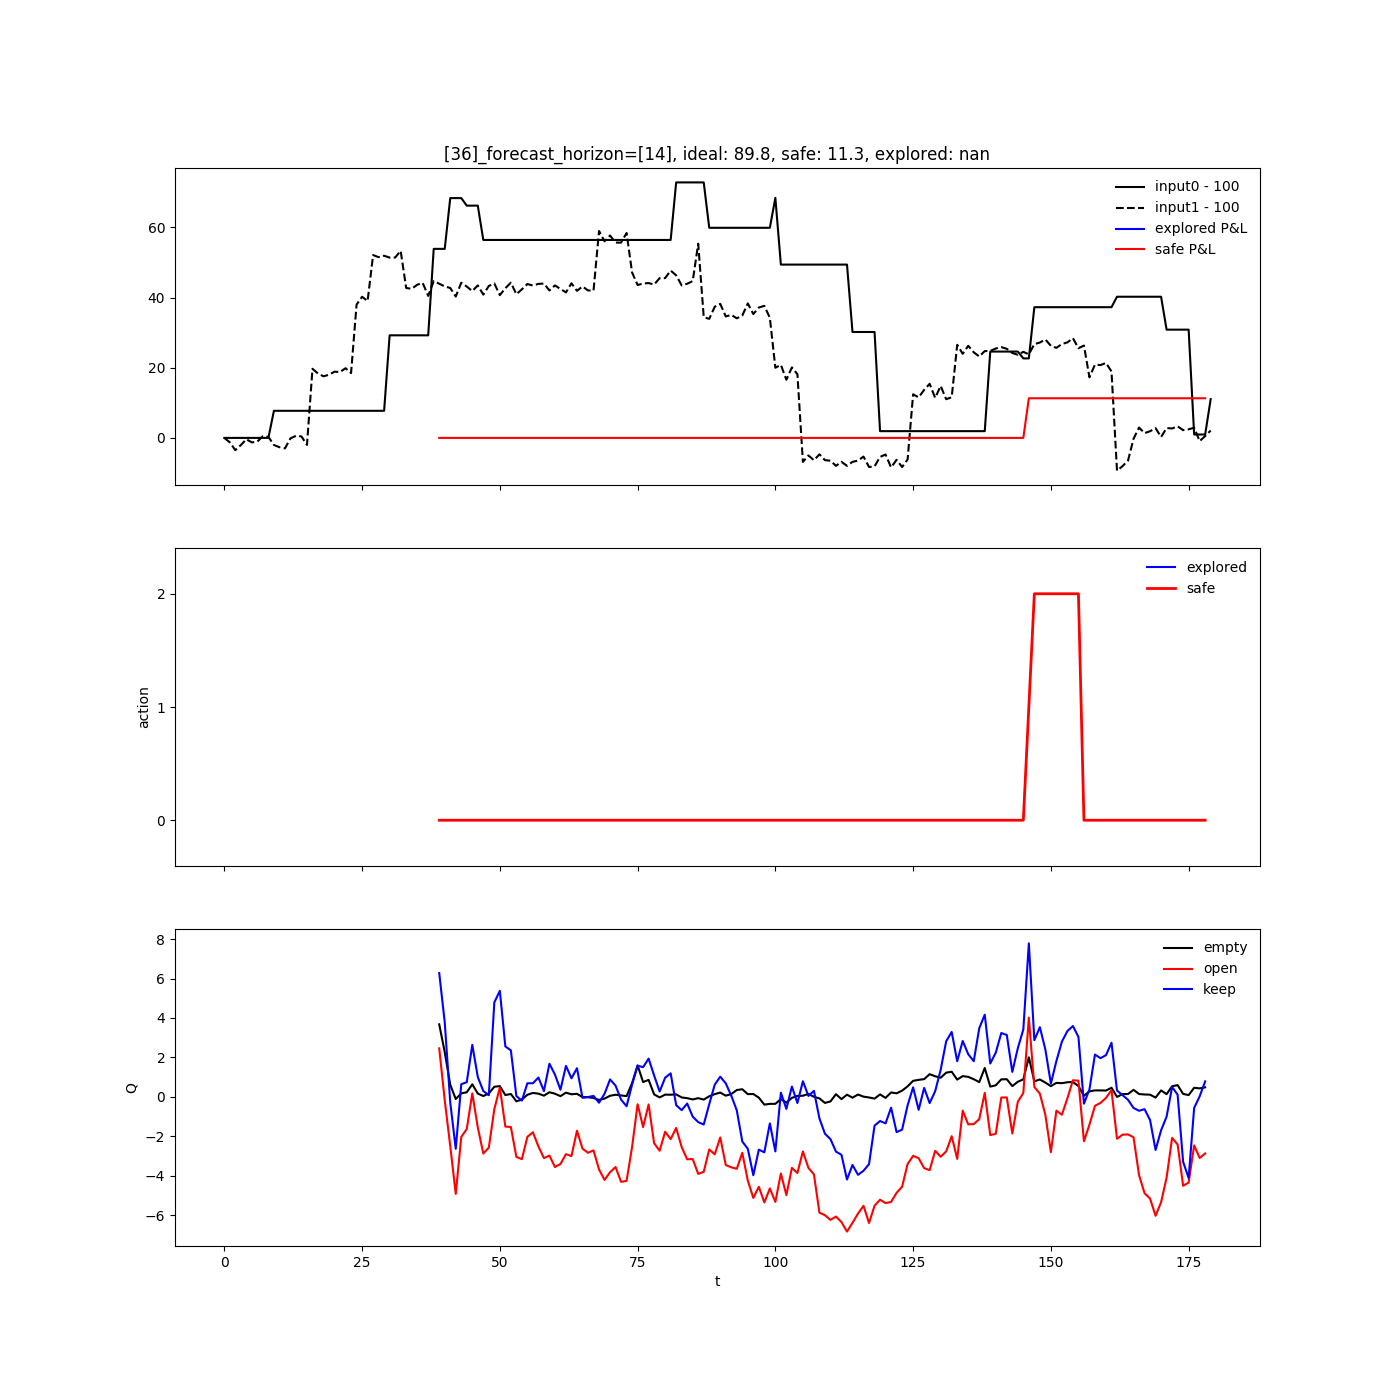 [36]_forecast_horizon=[14], ideal: 89.8, safe: 11.3, explored: nan
input0 - 100
input1 - 100
explored P&L
safe P&L
60
40
20
0
explored
safe
2
1
0
action
empty
open
keep
8
6
4
2
0
−2
−4
−6
Q
0 25 50 75 100 125 150 175
t